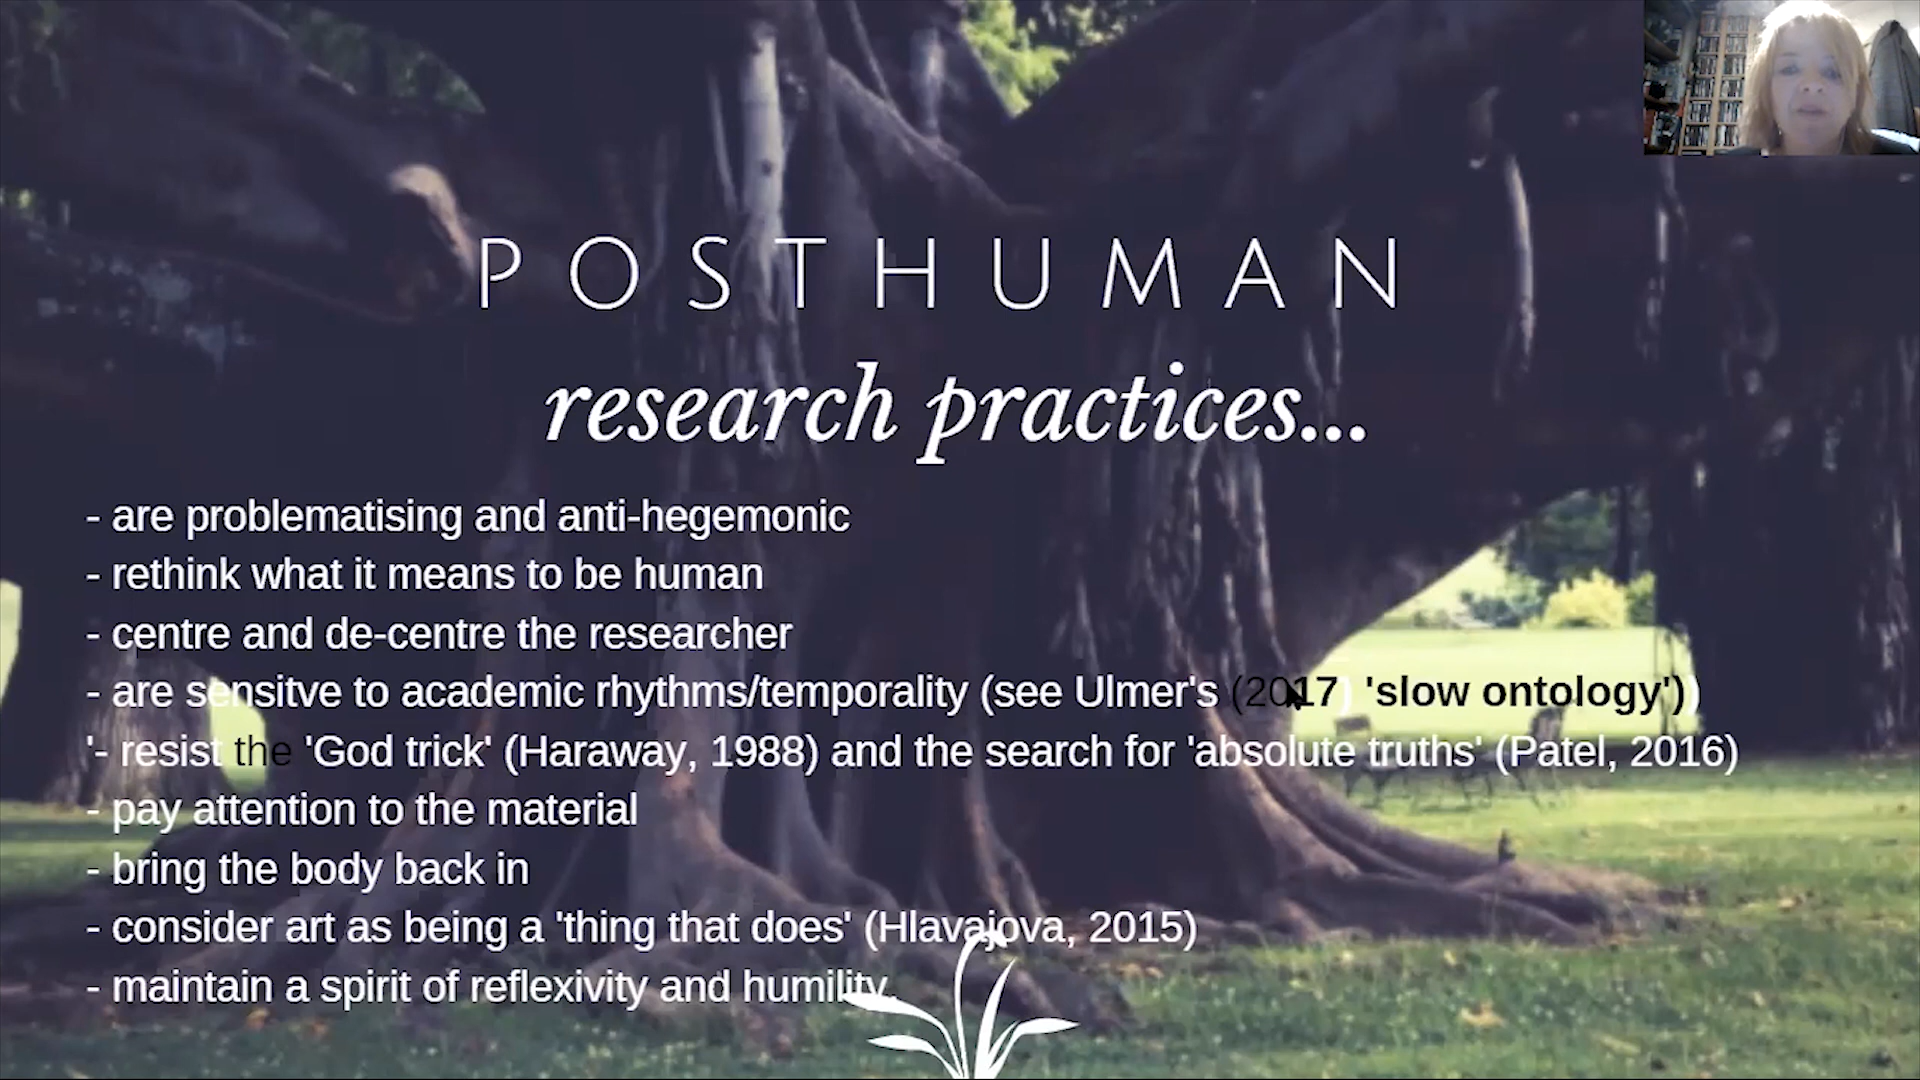 POSTHUMAN
research practices...
- are problematising and anti-hegemonic
- rethink what it means to be human
- centre and de-centre the researcher
- are sensitve to academic rhythms/temporality (see Ulmer's (2017) 'slow ontology'))
'- resist the 'God trick' (Haraway, 1988) and the search for 'absolute truths' (Patel, 2016)
- pay attention to the material
- bring the body back in
- consider art as being a 'thing that does' (Hlavajova, 2015)
- maintain a spirit of reflexivity and humility.